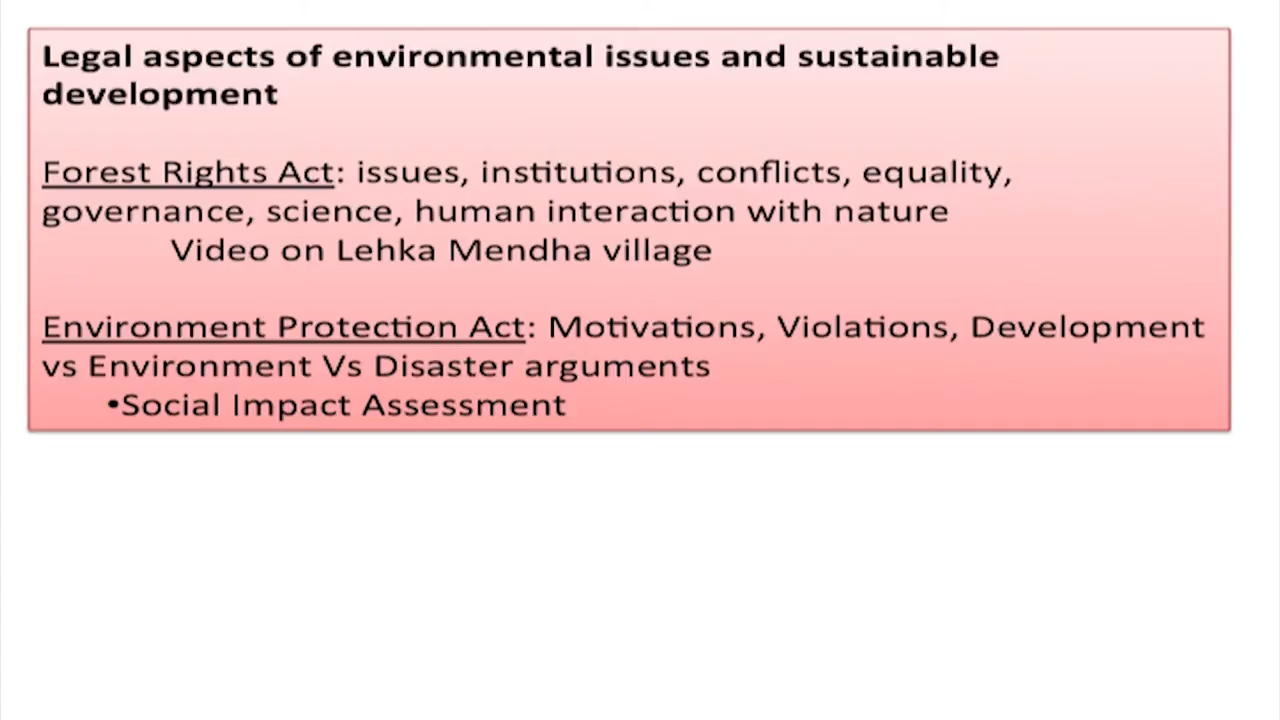 Legal aspects of environmental issues and sustainable
development
Forest Rights Act: issues, institutions, conflicts, equality,
governance, science, human interaction with nature
Video on Lehka Mendha village
Environment Protection Act: Motivations, Violations, Development
vs Environment Vs Disaster arguments
•Social Impact Assessment